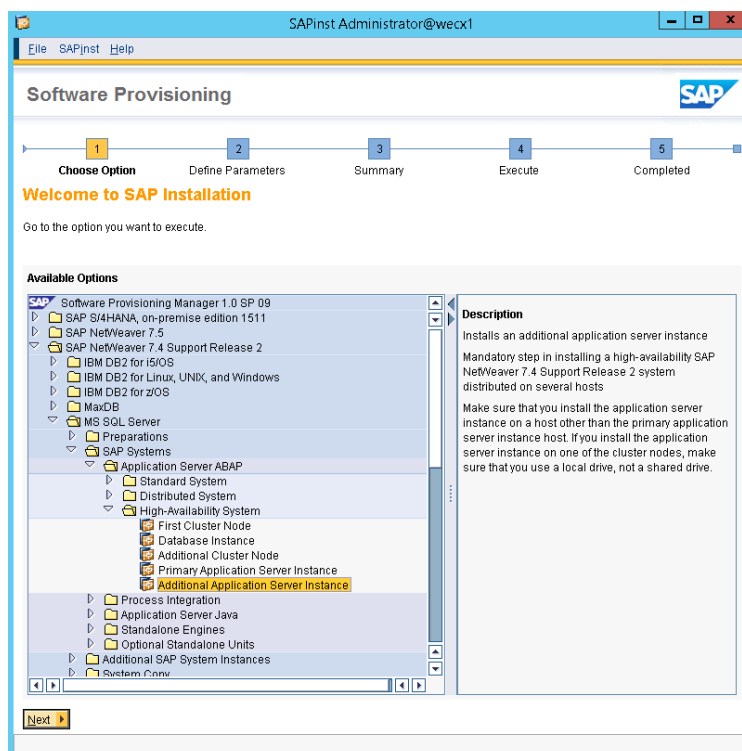 SAPinst Administrator@wecx1
x
File SAPinst Help
Software Provisioning
SAP
1 2 3 4 5
Choose Option Define Parameters Summary Execute Completed
Welcome to SAP Installation
Go to the option you want to execute.
Available Options
SAP Software Provisioning Manager 1.0 SP 09
SAP S/4HANA, on-premise edition 1511
SAP NetWeaver 7.5
SAP NetWeaver 7.4 Support Release 2
IBM DB2 for i5/OS
IBM DB2 for Linux, UNIX, and Windows
IBM DB2 for z/OS
MaxDB
MS SQL Server
Preparations
SAP Systems
Application Server ABAP
Standard System
Distributed System
High-Availability System
First Cluster Node
Database Instance
Additional Cluster Node
Primary Application Server Instance
Additional Application Server Instance
Process Integration
Application Server Java
Standalone Engines
Optional Standalone Units
Additional SAP System Instances
System Copy
Description
Installs an additional application server instance
Mandatory step in installing a high-availability SAP
NetWeaver 7.4 Support Release 2 system
distributed on several hosts
Make sure that you install the application server
instance on a host other than the primary application
server instance host. If you install the application
server instance on one of the cluster nodes, make
sure that you use a local drive, not a shared drive.
Next